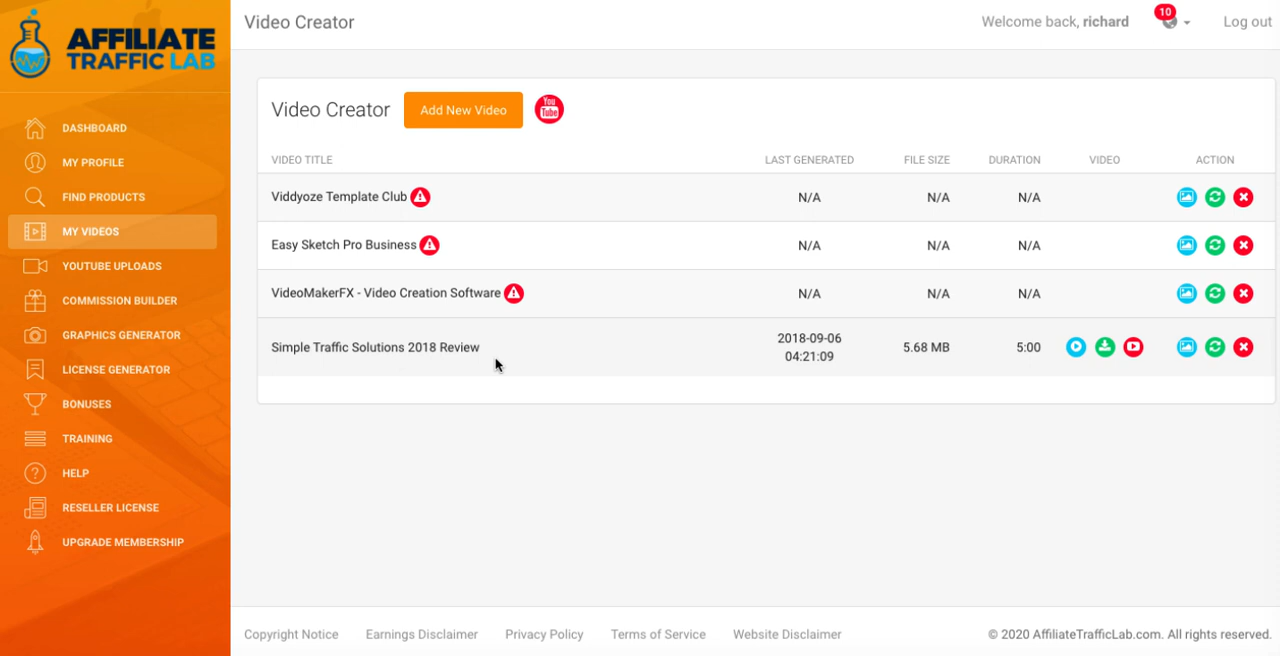 AFFILIATE
TRAFFIC LAB
Video Creator
Welcome back, richard
10
Log out
DASHBOARD
MY PROFILE
FIND PRODUCTS
MY VIDEOS
YOUTUBE UPLOADS
COMMISSION BUILDER
GRAPHICS GENERATOR
LICENSE GENERATOR
BONUSES
TRAINING
HELP
RESELLER LICENSE
UPGRADE MEMBERSHIP
Video Creator
Add New Video
You
Tube
VIDEO TITLE LAST GENERATED FILE SIZE DURATION VIDEO ACTION
Viddyoze Template Club N/A N/A N/A
Easy Sketch Pro Business N/A N/A N/A
VideoMakerFX - Video Creation Software N/A N/A N/A
Simple Traffic Solutions 2018 Review 2018-09-06 04:21:09 5.68 MB 5:00
Copyright Notice Earnings Disclaimer Privacy Policy Terms of Service Website Disclaimer © 2020 AffiliateTrafficLab.com. All rights reserved.